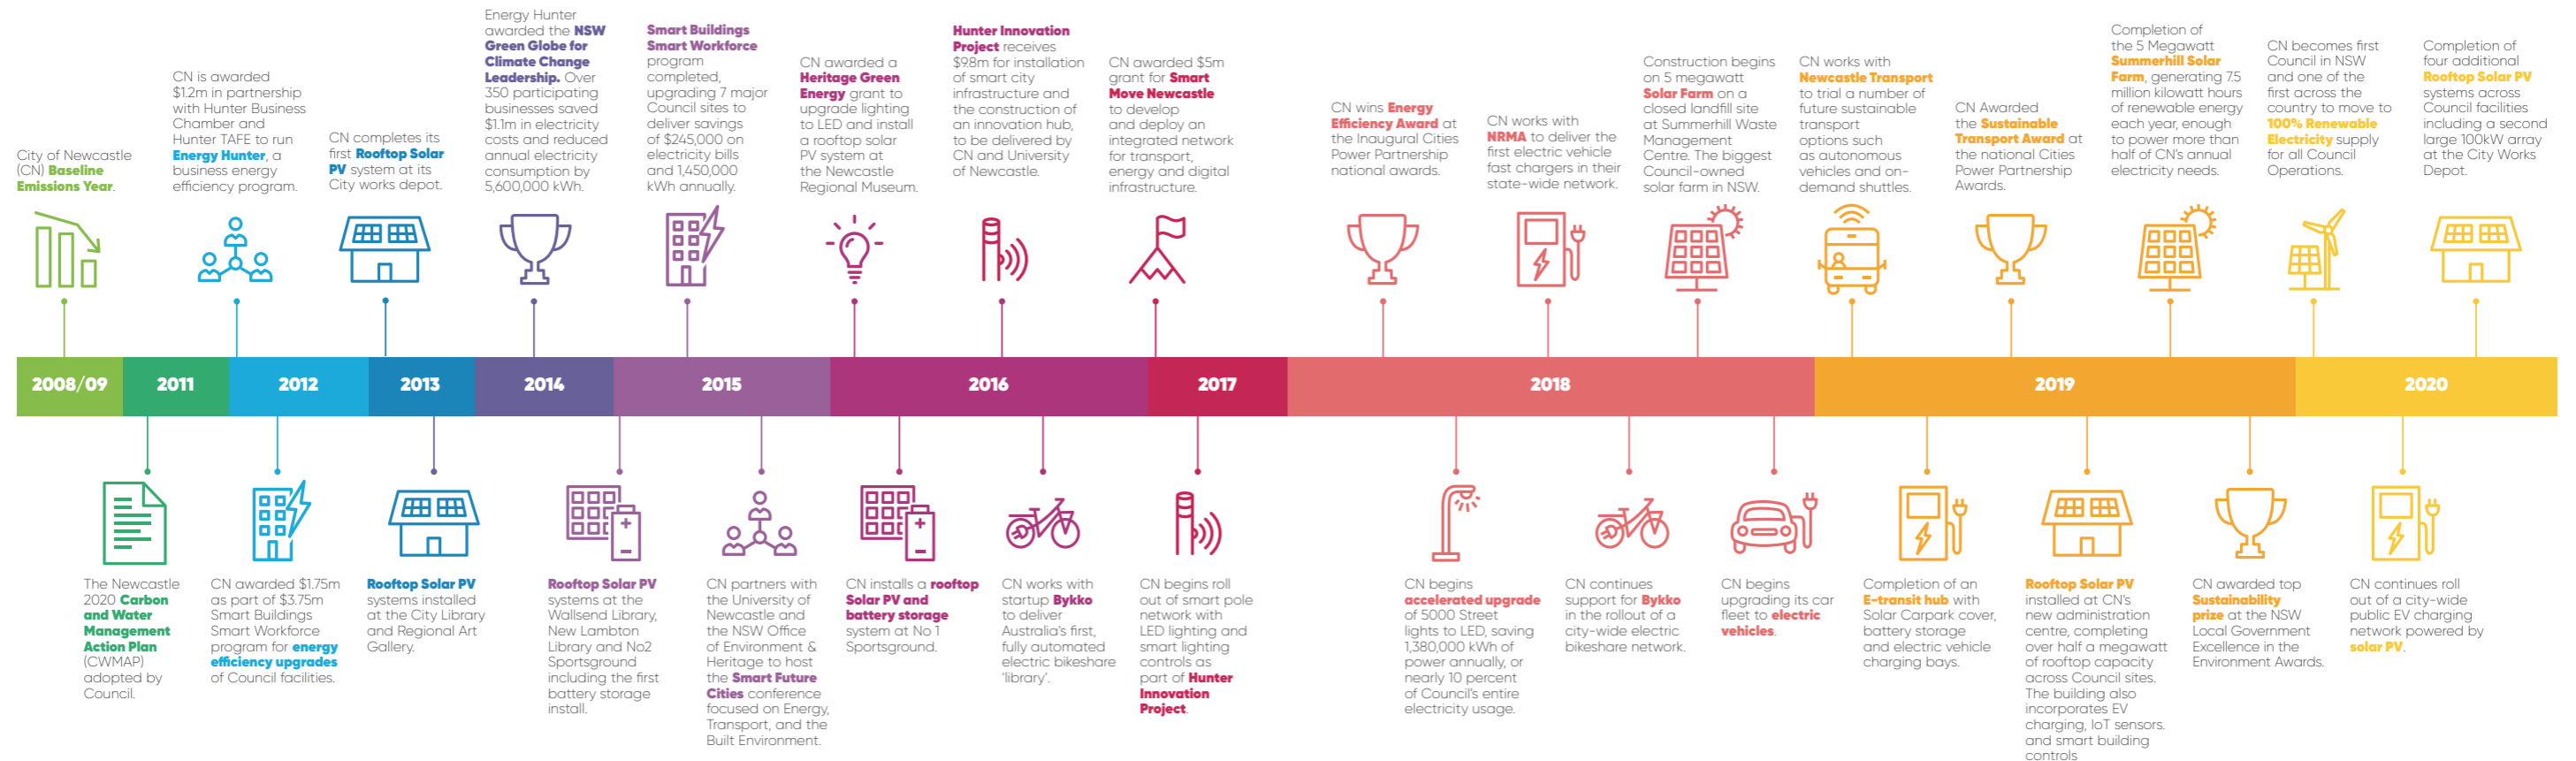 City of Newcastle
(CN) Baseline
Emissions Year.
CN is awarded
$1.2m in partnership
with Hunter Business
Chamber and
Hunter TAFE to run
Energy Hunter, a
business energy
efficiency program.
CN completes its
first Rooftop Solar
PV system at its
City works depot.
Energy Hunter
awarded the NSW
Green Globe for
Climate Change
Leadership. Over
350 participating
businesses saved
$1.1m in electricity
costs and reduced
annual electricity
consumption by
5,600,000 kWh.
Smart Buildings
Smart Workforce
program
completed,
upgrading 7 major
Council sites to
deliver savings
of $245,000 on
electricity bills
and 1,450,000
kWh annually.
CN awarded a
Heritage Green
Energy grant to
upgrade lighting
to LED and install
a rooftop solar
PV system at
the Newcastle
Regional Museum.
Hunter Innovation
Project receives
$9.8m for installation
of smart city
infrastructure and
the construction of
an innovation hub,
to be delivered by
CN and University
of Newcastle.
CN awarded $5m
grant for Smart
Move Newcastle
to develop
and deploy an
integrated network
for transport,
energy and digital
infrastructure.
CN wins Energy
Efficiency Award at
the Inaugural Cities
Power Partnership
national awards.
CN works with
NRMA to deliver the
first electric vehicle
fast chargers in their
state-wide network.
Construction begins
on 5 megawatt
Solar Farm on a
closed landfill site
at Summerhill Waste
Management
Centre. The biggest
Council-owned
solar farm in NSW.
CN works with
Newcastle Transport
to trial a number of
future sustainable
transport
options such
as autonomous
vehicles and on-
demand shuttles.
CN Awarded
the Sustainable
Transport Award at
the national Cities
Power Partnership
Awards.
Completion of
the 5 Megawatt
Summerhill Solar
Farm, generating 7.5
million kilowatt hours
of renewable energy
each year, enough
to power more than
half of CN's annual
electricity needs.
CN becomes first
Council in NSW
and one of the
first across the
country to move to
100% Renewable
Electricity supply
for all Council
Operations.
Completion of
four additional
Rooftop Solar PV
systems across
Council facilities
including a second
large 100kW array
at the City Works
Depot.
2008/09
2011
2012
2013
2014
2015
2016
2017
2018
2019
2020
The Newcastle
2020 Carbon
and Water
Management
Action Plan
(CWMAP)
adopted by
Council.
CN awarded $1.75m
as part of $3.75m
Smart Buildings
Smart Workforce
program for energy
efficiency upgrades
of Council facilities.
Rooftop Solar PV
systems installed
at the City Library
and Regional Art
Gallery.
Rooftop Solar PV
systems at the
Wallsend Library,
New Lambton
Library and No2
Sportsground
including the first
battery storage
install.
CN partners with
the University of
Newcastle and
the NSW Office
of Environment &
Heritage to host
the Smart Future
Cities conference
focused on Energy,
Transport, and the
Built Environment.
CN installs a rooftop
Solar PV and
battery storage
system at No 1
Sportsground.
CN works with
startup Bykko
to deliver
Australia's first,
fully automated
electric bikeshare
'library'.
CN begins roll
out of smart pole
network with
LED lighting and
smart lighting
controls as
part of Hunter
Innovation
Project.
CN begins
accelerated upgrade
of 5000 Street
lights to LED, saving
1,380,000 kWh of
power annually, or
nearly 10 percent
of Council's entire
electricity usage.
CN continues
support for Bykko
in the rollout of a
city-wide electric
bikeshare network.
CN begins
upgrading its car
fleet to electric
vehicles.
Completion of an
E-transit hub with
Solar Carpark cover,
battery storage
and electric vehicle
charging bays.
Rooftop Solar PV
installed at CN's
new administration
centre, completing
over half a megawatt
of rooftop capacity
across Council sites.
The building also
incorporates EV
charging, IoT sensors.
and smart building
controls
CN awarded top
Sustainability
prize at the NSW
Local Government
Excellence in the
Environment Awards.
CN continues roll
out of a city-wide
public EV charging
network powered by
solar PV.